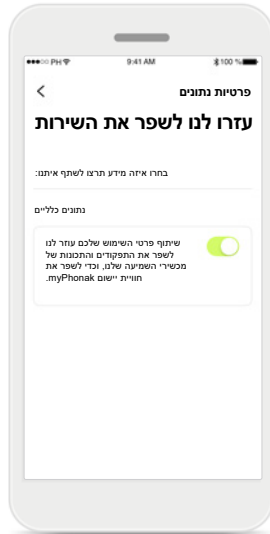 ●●●○○ PH 9:41 AM 100 %
פרטיות נתונים
עזרו לנו לשפר את השירות
בחרו איזה מידע תרצו לשתף איתנו:
נתונים כלליים
שיתוף פרטי השימוש שלכם עוזר לנו
לשפר את התפקודים והתכונות של
מכשירי השמיעה שלנו, וכדי לשפר את
חוויית יישום myPhonak.